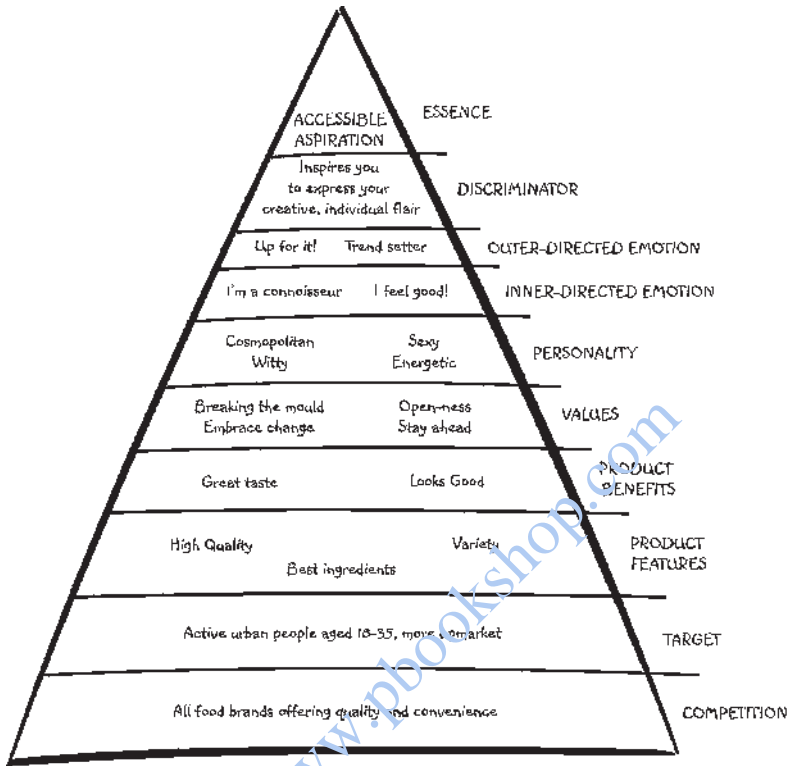 ACCESSIBLE
ASPIRATION
ESSENCE
Inspires you
to express your
creative, individual flair
DISCRIMINATOR
Up for it! Trend setter
OUTER-DIRECTED EMOTION
I'm a connoisseur I feel good!
INNER-DIRECTED EMOTION
Cosmopolitan Sexy
Witty Energetic
PERSONALITY
Breaking the mould Open-ness
Embrace change Stay ahead
VALUES
Great taste Looks Good
PRODUCT
BENEFITS
High Quality Variety
Best ingredients
PRODUCT
FEATURES
Active urban people aged 18-35, more upmarket
TARGET
All food brands offering quality and convenience
COMPETITION
www.pbookshop.com